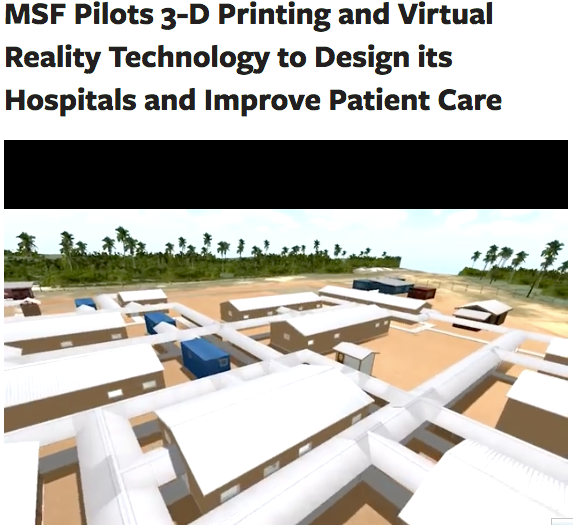 MSF Pilots 3-D Printing and Virtual
Reality Technology to Design its
Hospitals and Improve Patient Care